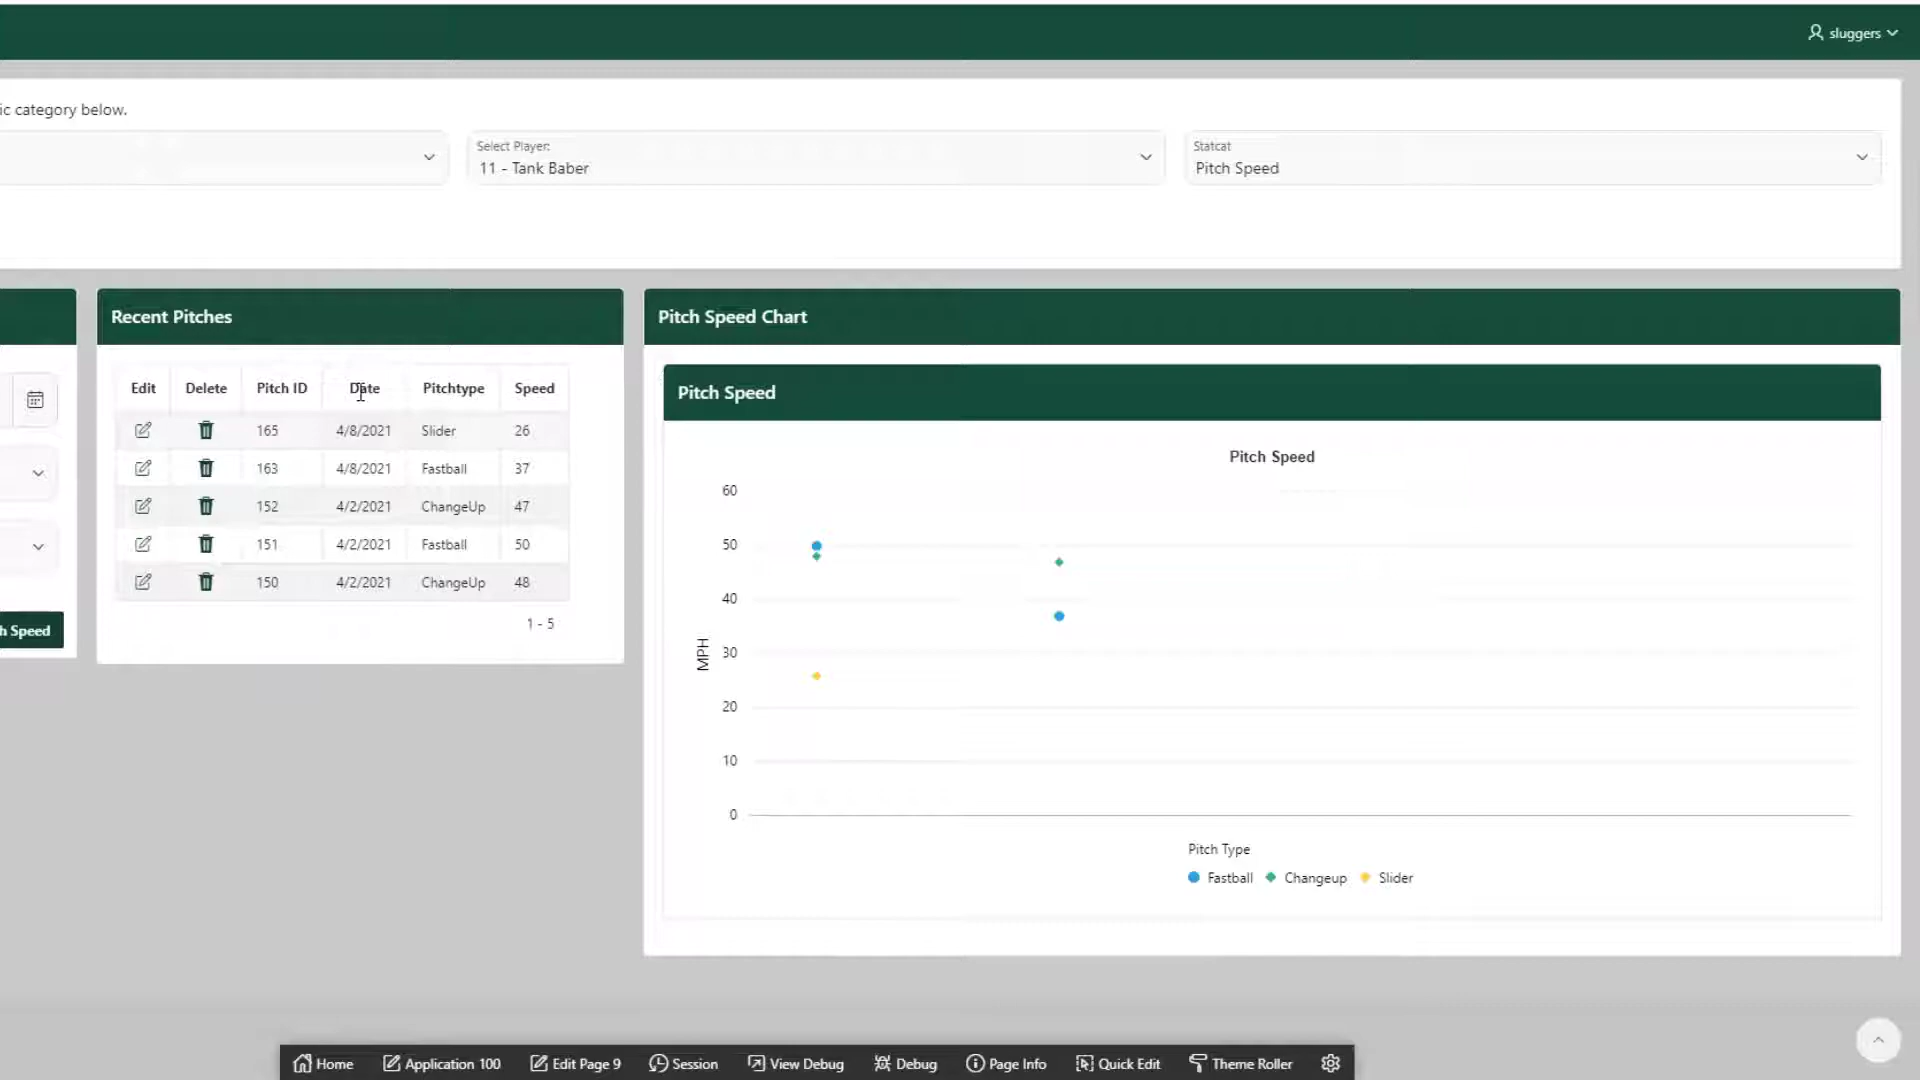 sluggers
ic category below.
Select Player:
11 - Tank Baber
Statcat
Pitch Speed
Recent Pitches
Edit Delete Pitch ID Date Pitchtype Speed
165 4/8/2021 Slider 26
163 4/8/2021 Fastball 37
152 4/2/2021 ChangeUp 47
151 4/2/2021 Fastball 50
150 4/2/2021 ChangeUp 48
1 - 5
h Speed
Pitch Speed Chart
Pitch Speed
Pitch Speed
60
50
40
30
20
10
0
MPH
Pitch Type
Fastball Changeup Slider
Home Application 100 Edit Page 9 Session View Debug Debug Page Info Quick Edit Theme Roller